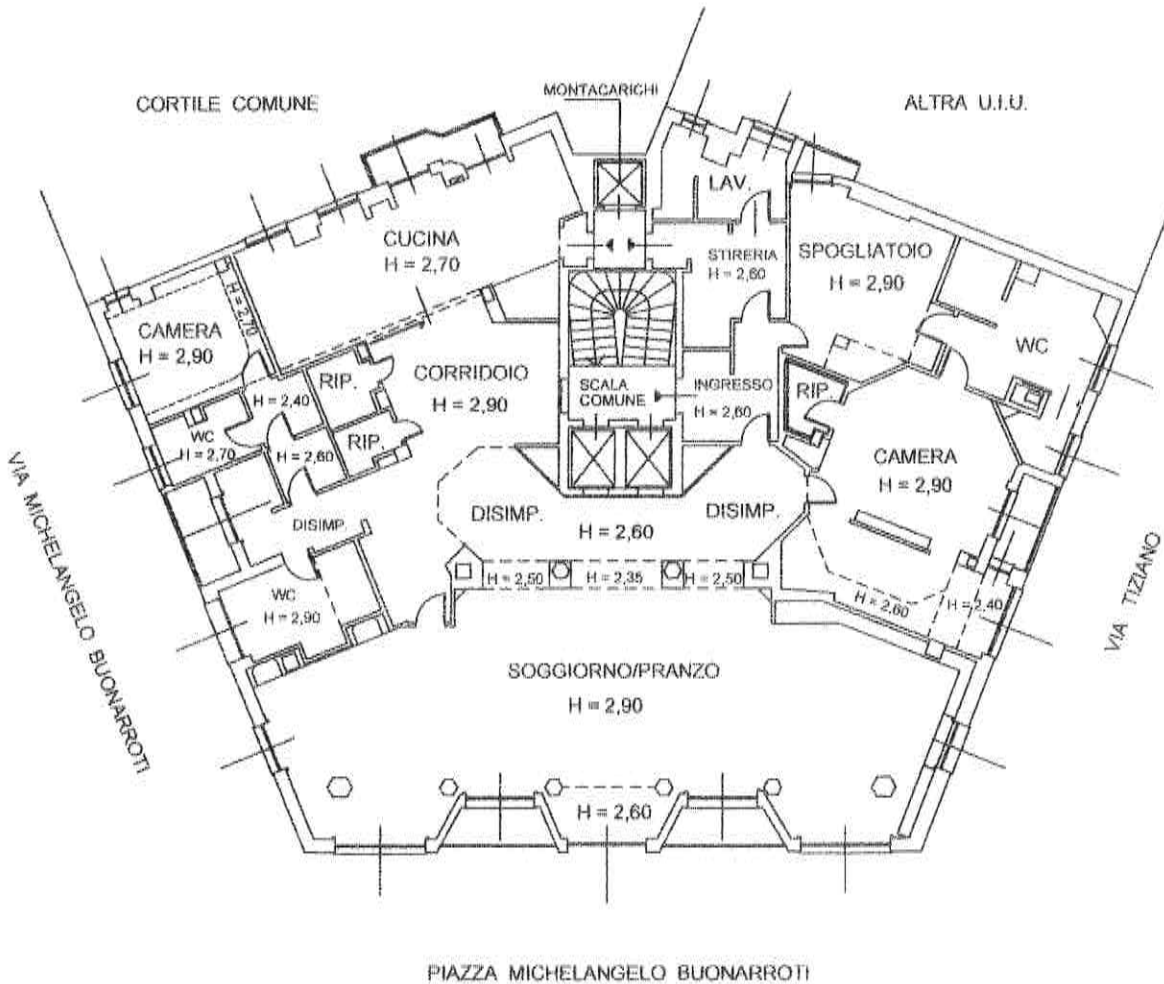 MONTACARICHI
CORTILE COMUNE
ALTRA U.I.U.
LAV.
CUCINA
H = 2,70
STIRERIA
H = 2,60
SPOGLIATOIO
H = 2,90
H = 2,70
CAMERA
H = 2,90
WC
RIP.
H = 2,40
CORRIDOIO
H = 2,90
SCALA
COMUNE
INGRESSO
H = 2,60
RIP.
WC
H = 2,70
H = 2,60
RIP.
CAMERA
H = 2,90
VIA MICHELANGELO BUONARROTI
DISIMP.
DISIMP.
DISIMP.
H = 2,60
H = 2,50
H = 2,35
H = 2,50
WC
H = 2,90
H = 2,60
H = 2,40
VIA TIZIANO
SOGGIORNO/PRANZO
H = 2,90
H = 2,60
PIAZZA MICHELANGELO BUONARROTI